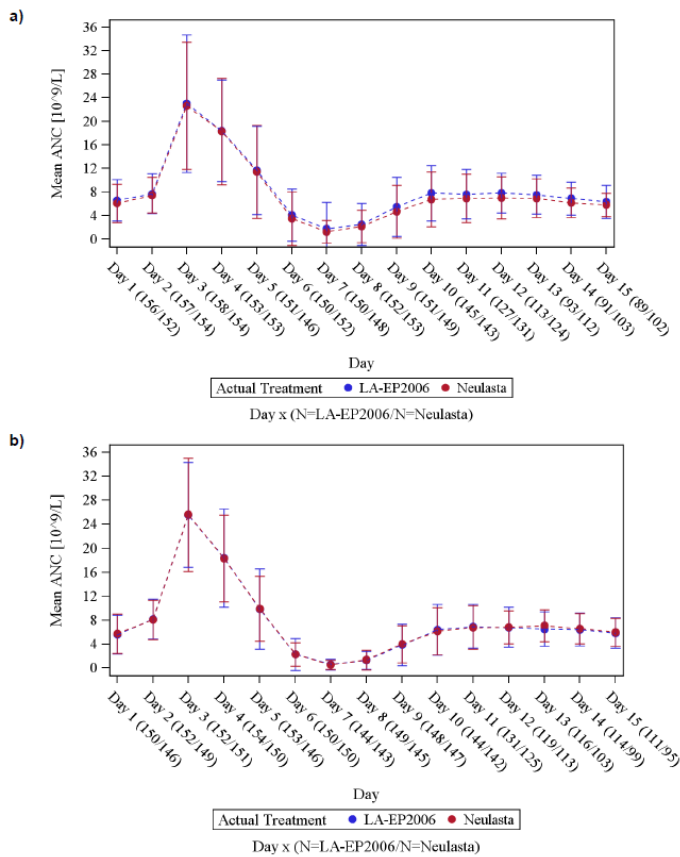 a)
Mean ANC [10^9/L]
36
32
28
24
20
16
12
8
4
0
Day 1 (156/152)
Day 2 (157/154)
Day 3 (158/154)
Day 4 (153/153)
Day 5 (151/146)
Day 6 (150/152)
Day 7 (150/148)
Day 8 (152/153)
Day 9 (151/149)
Day 10 (145/143)
Day 11 (127/131)
Day 12 (113/124)
Day 13 (93/112)
Day 14 (91/103)
Day 15 (89/102)
Day
Actual Treatment LA-EP2006 Neulasta
Day x (N=LA-EP2006/N=Neulasta)
b)
Mean ANC [10^9/L]
36
32
28
24
20
16
12
8
4
0
Day 1 (150/146)
Day 2 (152/149)
Day 3 (152/151)
Day 4 (154/150)
Day 5 (153/146)
Day 6 (150/150)
Day 7 (144/143)
Day 8 (149/145)
Day 9 (148/147)
Day 10 (144/142)
Day 11 (131/125)
Day 12 (119/113)
Day 13 (116/103)
Day 14 (114/99)
Day 15 (111/95)
Day
Actual Treatment LA-EP2006 Neulasta
Day x (N=LA-EP2006/N=Neulasta)